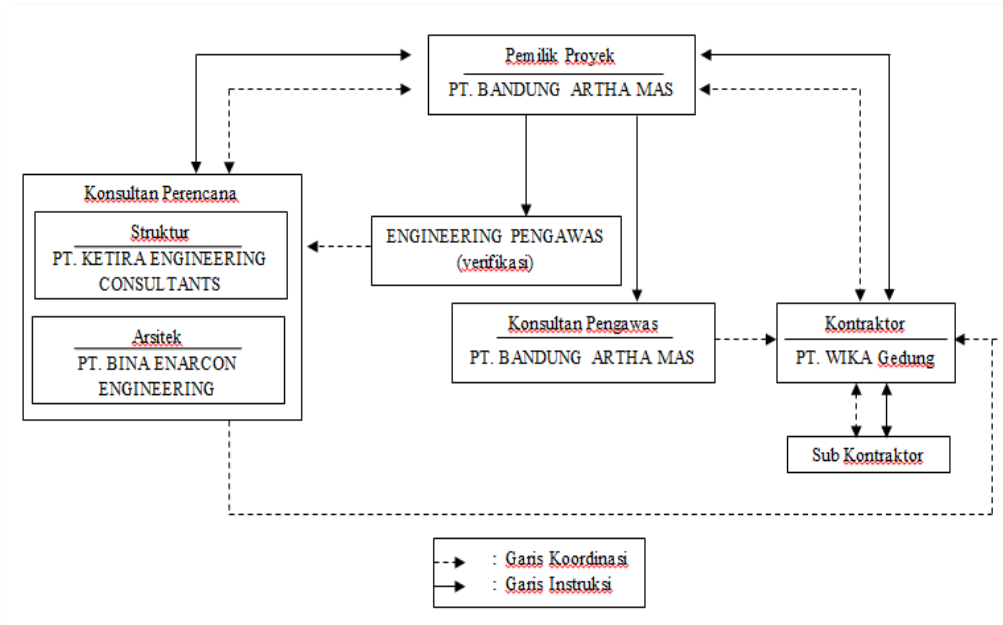 Pemilik Proyek
PT. BANDUNG ARTHA MAS
Konsultan Perencana
Struktur
PT. KETIRA ENGINEERING
CONSULTANTS
Arsitek
PT. BINA ENARCON
ENGINEERING
ENGINEERING PENGAWAS
(verifikasi)
Konsultan Pengawas
PT. BANDUNG ARTHA MAS
Kontraktor
PT. WIKA Gedung
Sub Kontraktor
: Garis Koordinasi
: Garis Instruksi